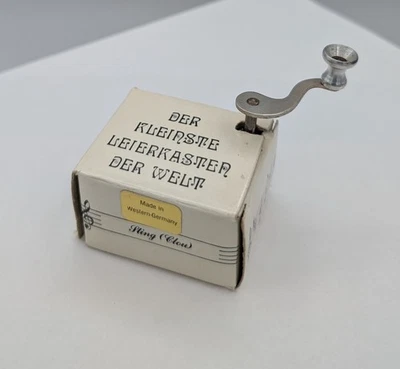 DER
KLEINSTE
LEIERKASTEN
DER WELT
Made in
Western-Germany
Sting (Clou)